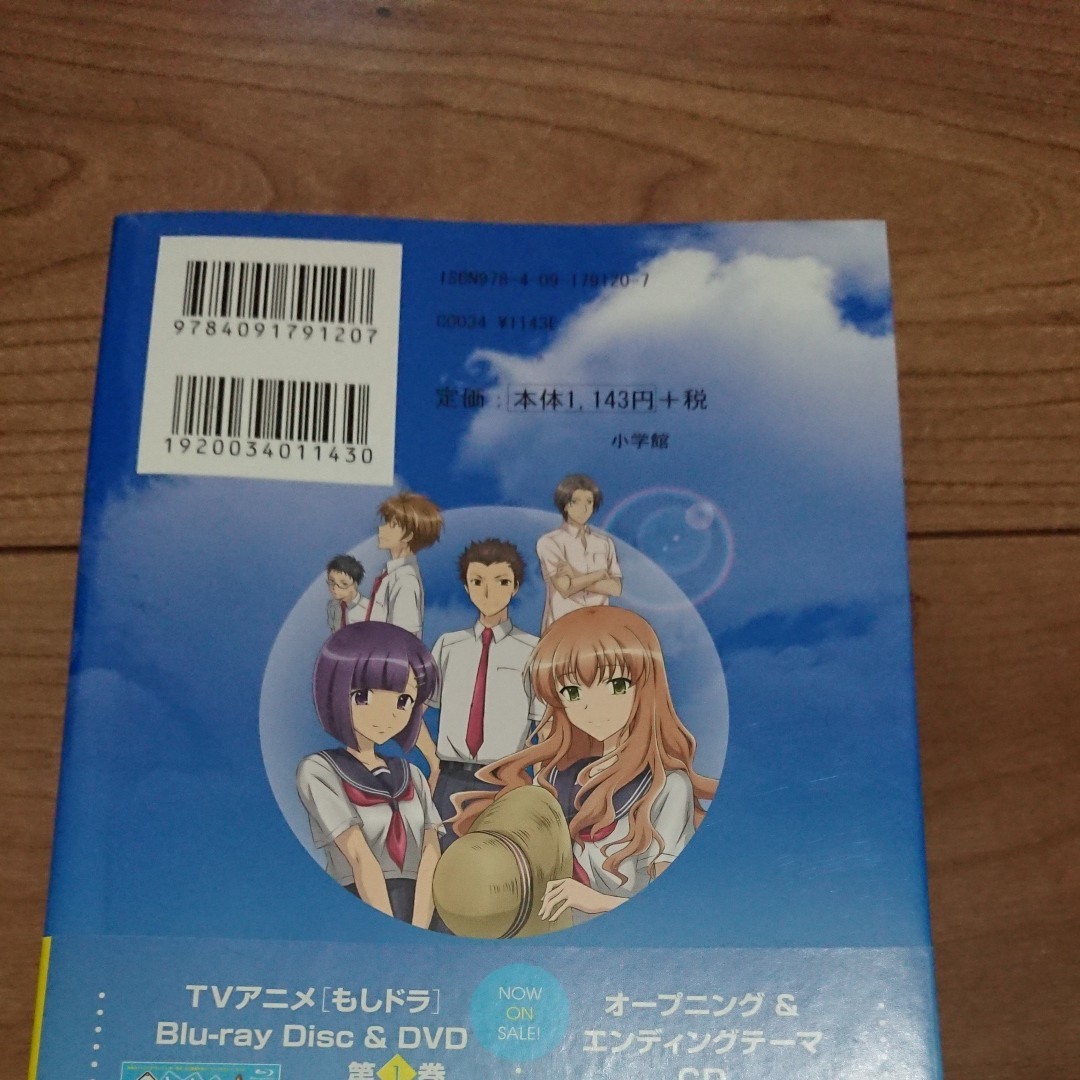 9784091791207
1920034011430
ISBN978-4-09-179120-7
C0034 ¥1143E
定価：本体1,143円＋税
小学館
TVアニメ［もしドラ］
Blu-ray Disc & DVD
第1巻
NOW
ON
SALE!
オープニング &
エンディングテーマ
CD